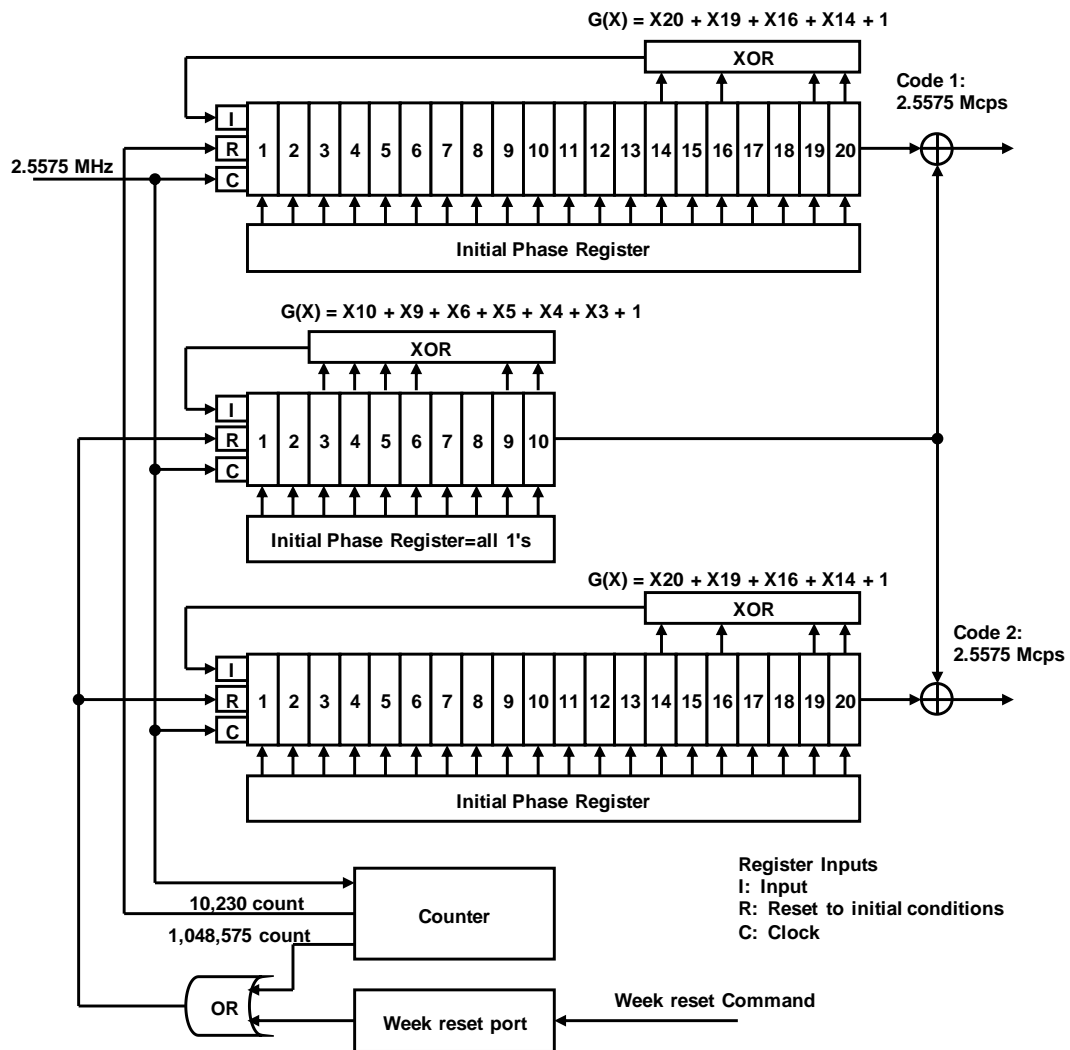 G(X) = X20 + X19 + X16 + X14 + 1
XOR
Code 1:
2.5575 Mcps
I
R
C
1 2 3 4 5 6 7 8 9 10 11 12 13 14 15 16 17 18 19 20
2.5575 MHz
Initial Phase Register
G(X) = X10 + X9 + X6 + X5 + X4 + X3 + 1
XOR
I
R
C
1 2 3 4 5 6 7 8 9 10
Initial Phase Register=all 1's
G(X) = X20 + X19 + X16 + X14 + 1
XOR
Code 2:
2.5575 Mcps
I
R
C
1 2 3 4 5 6 7 8 9 10 11 12 13 14 15 16 17 18 19 20
Initial Phase Register
10,230 count
1,048,575 count
Counter
Register Inputs
I: Input
R: Reset to initial conditions
C: Clock
OR
Week reset port
Week reset Command